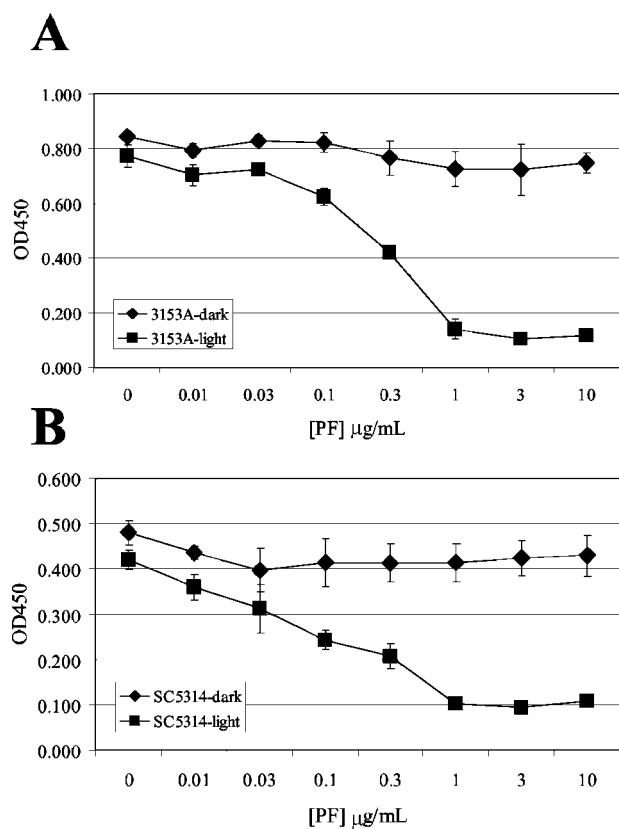 A
1.000
0.800
0.600
0.400
0.200
0.000
OD450
3153A-dark
3153A-light
0 0.01 0.03 0.1 0.3 1 3 10
[PF] µg/mL
B
0.600
0.500
0.400
0.300
0.200
0.100
0.000
OD450
SC5314-dark
SC5314-light
0 0.01 0.03 0.1 0.3 1 3 10
[PF] µg/mL